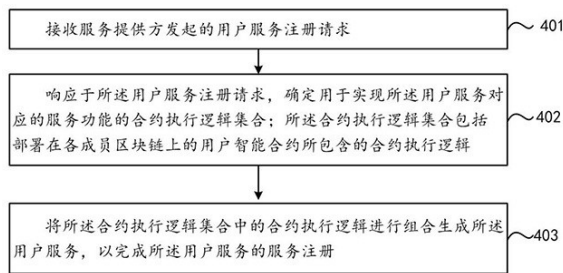 接收服务提供方发起的用户服务注册请求
401
响应于所述用户服务注册请求，确定用于实现所述用户服务对
应的服务功能的合约执行逻辑集合；所述合约执行逻辑集合包括
部署在各成员区块链上的用户智能合约所包含的合约执行逻辑
402
将所述合约执行逻辑集合中的合约执行逻辑进行组合生成所述
用户服务，以完成所述用户服务的服务注册
403